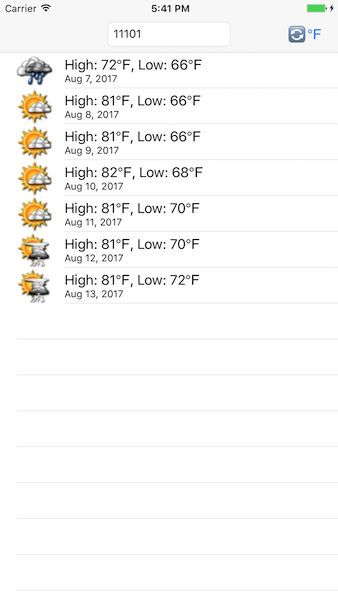 Carrier 5:41 PM
11101 °F
High: 72°F, Low: 66°F
Aug 7, 2017
High: 81°F, Low: 66°F
Aug 8, 2017
High: 81°F, Low: 66°F
Aug 9, 2017
High: 82°F, Low: 68°F
Aug 10, 2017
High: 81°F, Low: 70°F
Aug 11, 2017
High: 81°F, Low: 70°F
Aug 12, 2017
High: 81°F, Low: 72°F
Aug 13, 2017